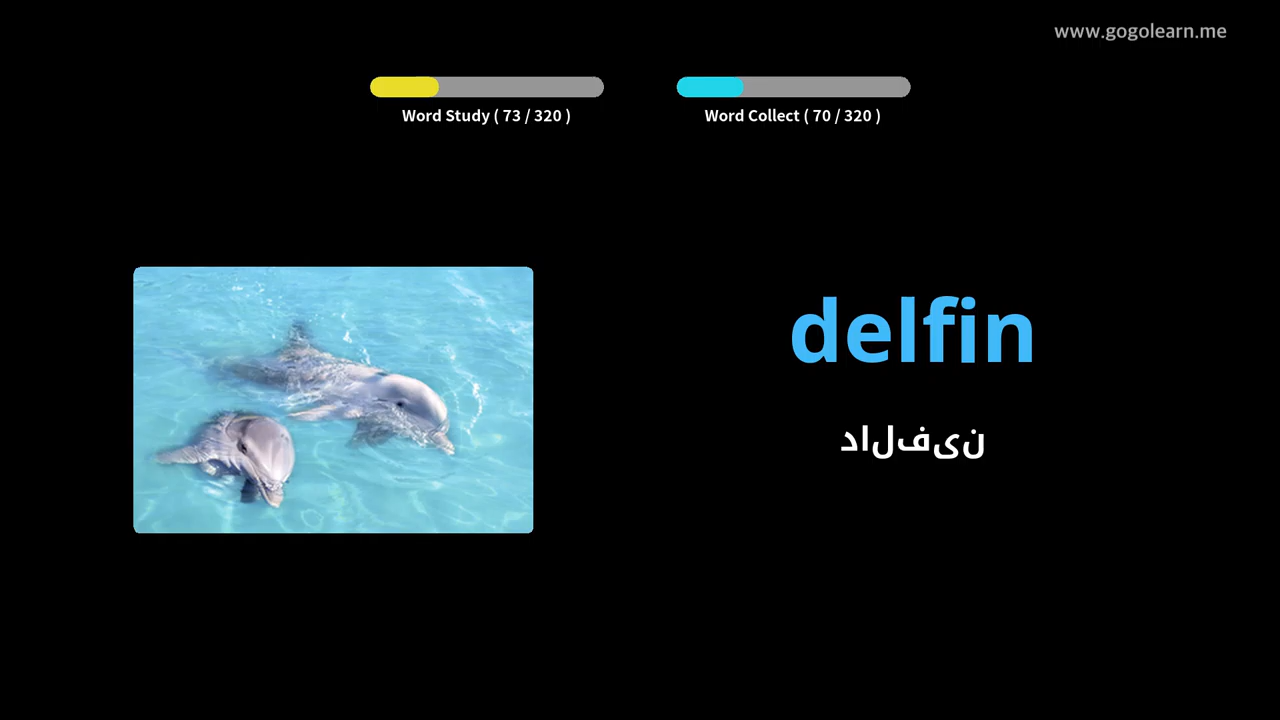 www.gogolearn.me
Word Study ( 73 / 320 )
Word Collect ( 70 / 320 )
delfin
دالفین